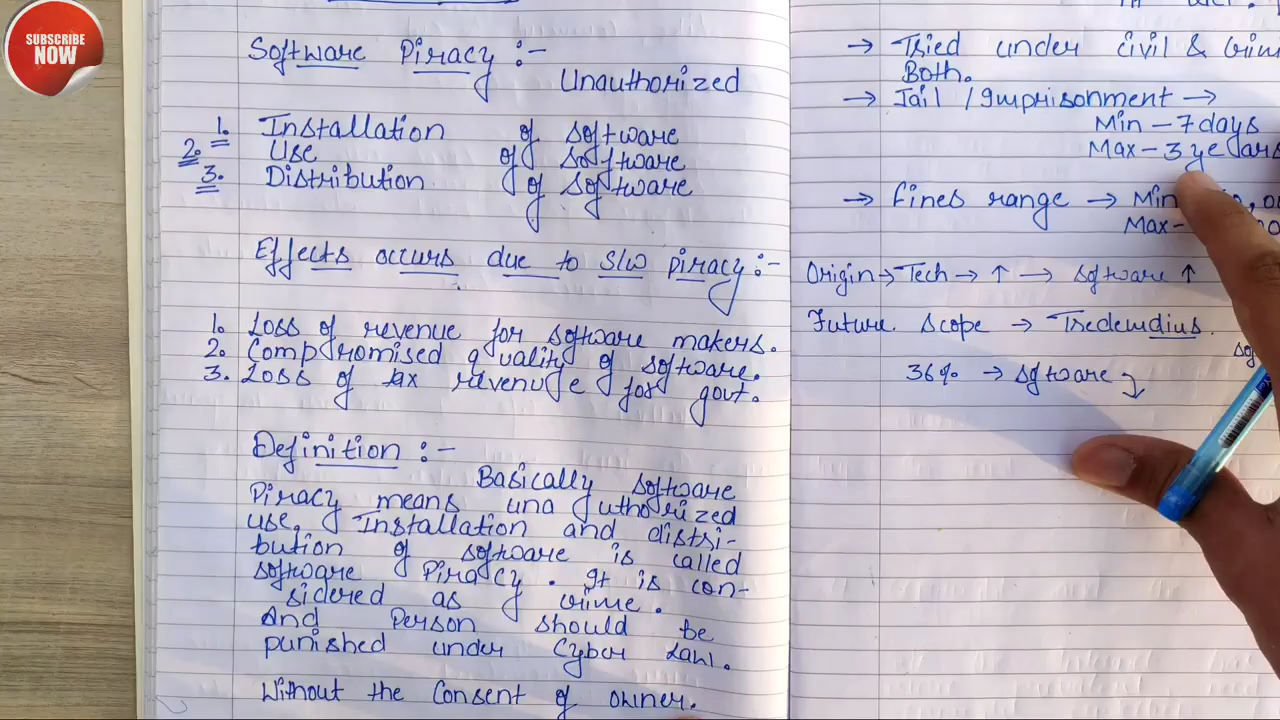 SUBSCRIBE
NOW
Software Piracy :-
Unauthorized
1. Installation of software
2. Use of software
3. Distribution of software
Effects occurs due to S/W piracy :-
1. Loss of revenue for software makers.
2. Compromised quality of software.
3. Loss of tax revenue for govt.
Definition :-
Basically software
Piracy means unauthorized
use, Installation and distri-
bution of software is called
software Piracy. It is con-
sidered as crime.
And Person should be
punished under Cyber Law.
Without the Consent of owner.
→ Tried under civil &
Both.
→ Jail / Imprisonment →
Min - 7 days
Max - 3 years
→ fines range → Min
Max -
Origin → Tech → ↑ → software ↑
Future Scope →
36% → software